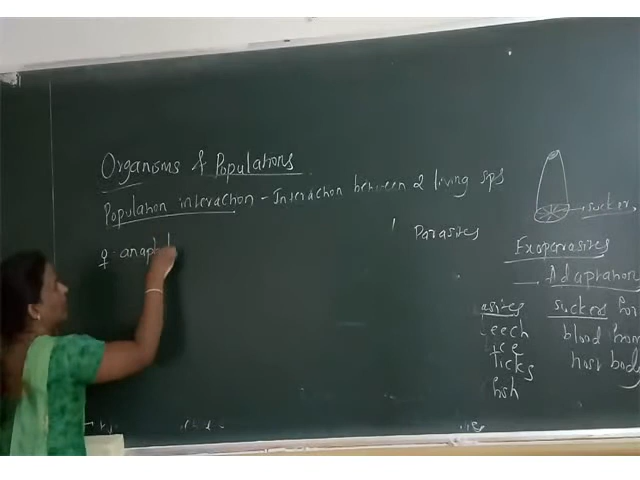 Organisms & Populations
Population interaction - Interaction between 2 living sps
♀ anaph
Parasites
sucker
Exoparasites
Adaptation
asites
suckers for
Leech
blood from
lice
ticks
host body
fish